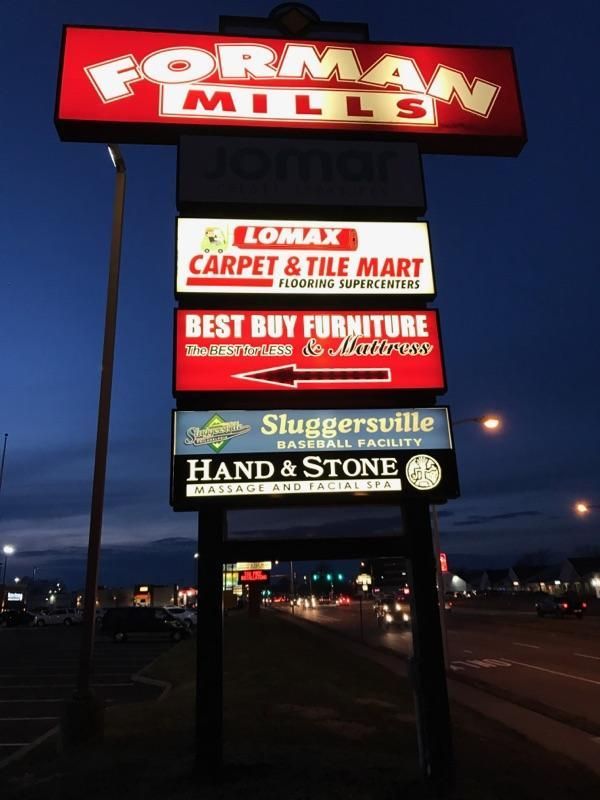 FORMAN
MILLS
Jomar
LOMAX
CARPET & TILE MART
FLOORING SUPERCENTERS
BEST BUY FURNITURE
The BEST for LESS & Mattress
Sluggersville
Sluggersville
BASEBALL FACILITY
HAND & STONE
MASSAGE AND FACIAL SPA